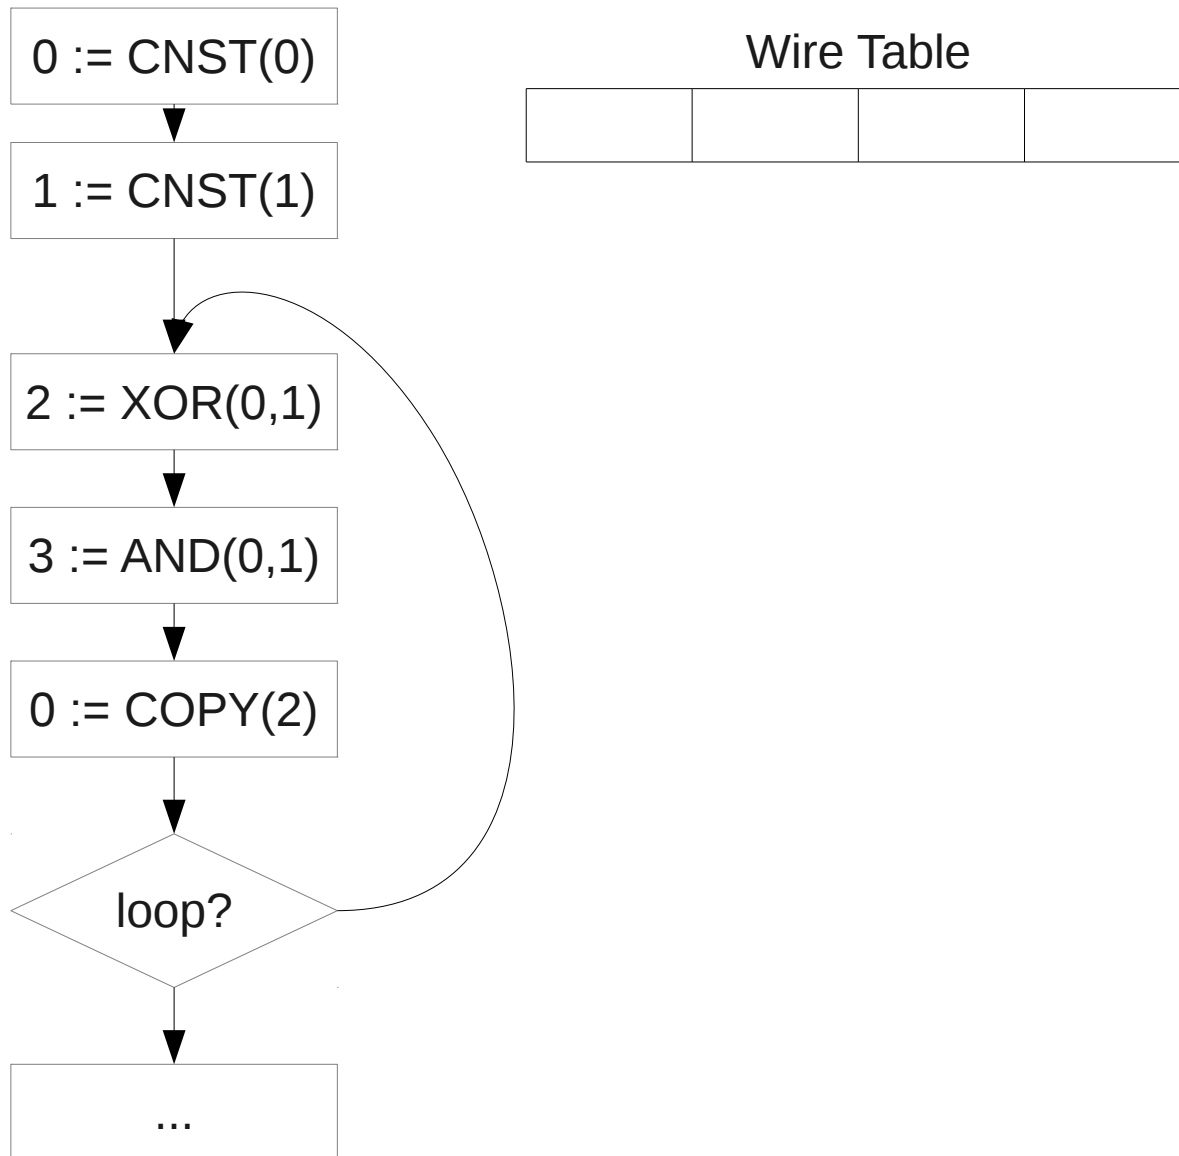 0 := CNST(0)
Wire Table
1 := CNST(1)
2 := XOR(0,1)
3 := AND(0,1)
0 := COPY(2)
loop?
...